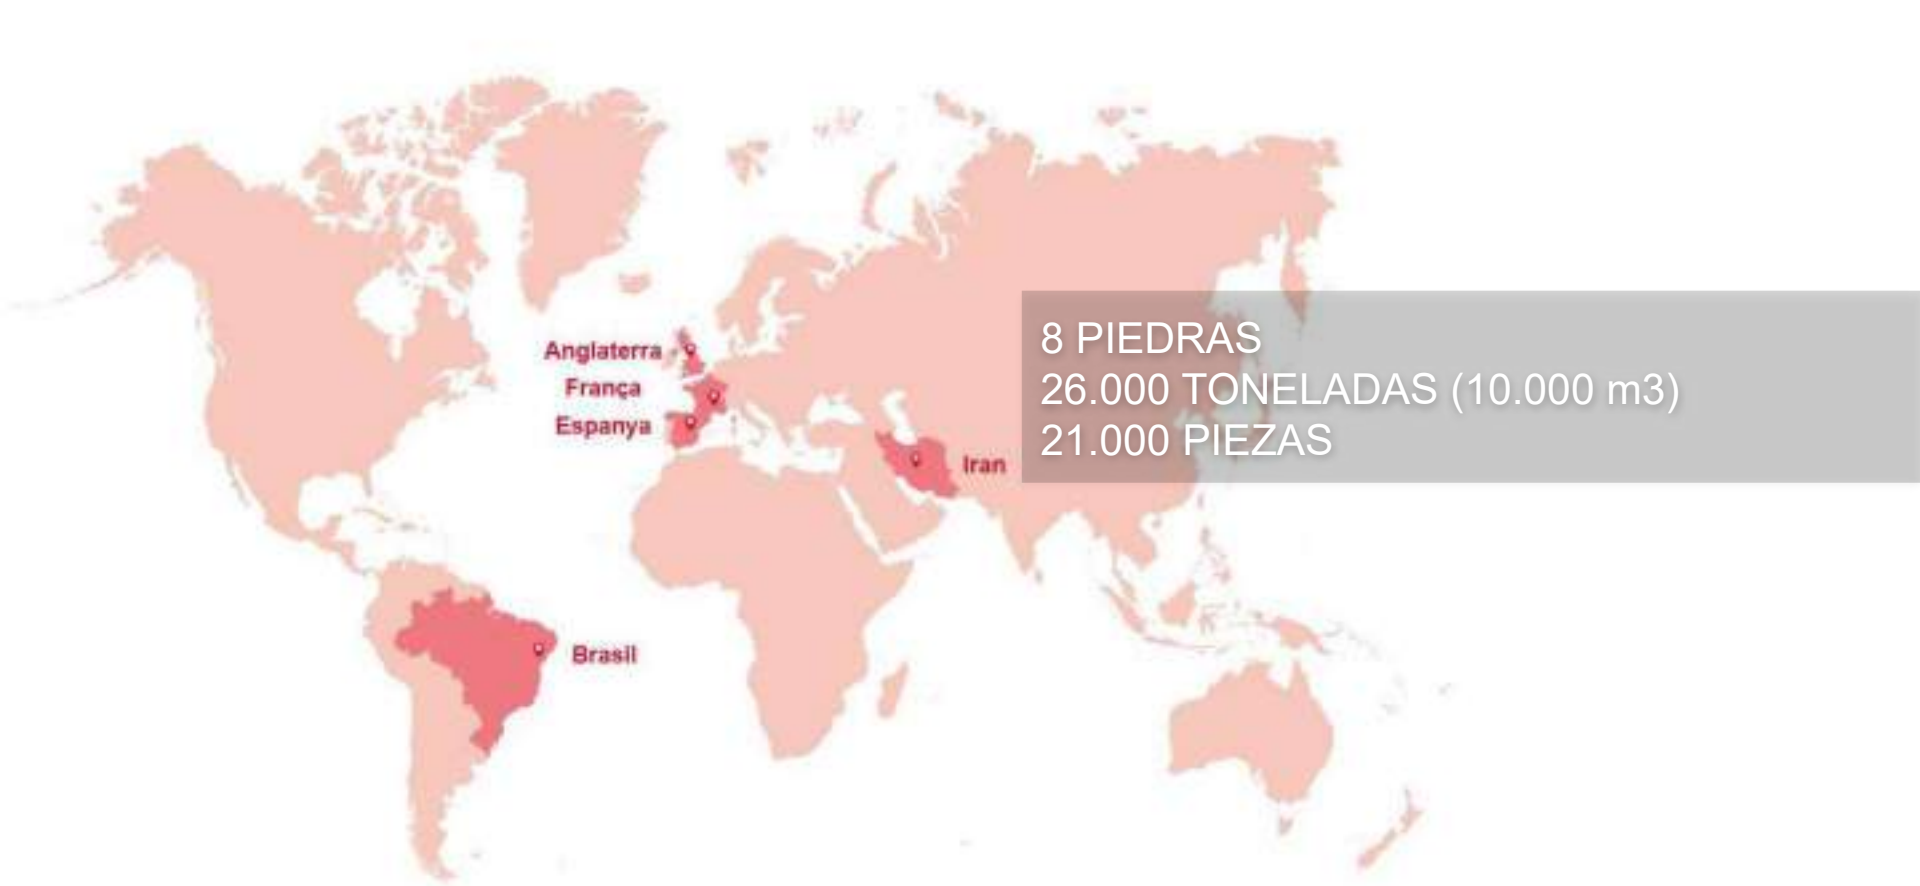 Anglaterra
França
Espanya
Iran
8 PIEDRAS
26.000 TONELADAS (10.000 m3)
21.000 PIEZAS
Brasil